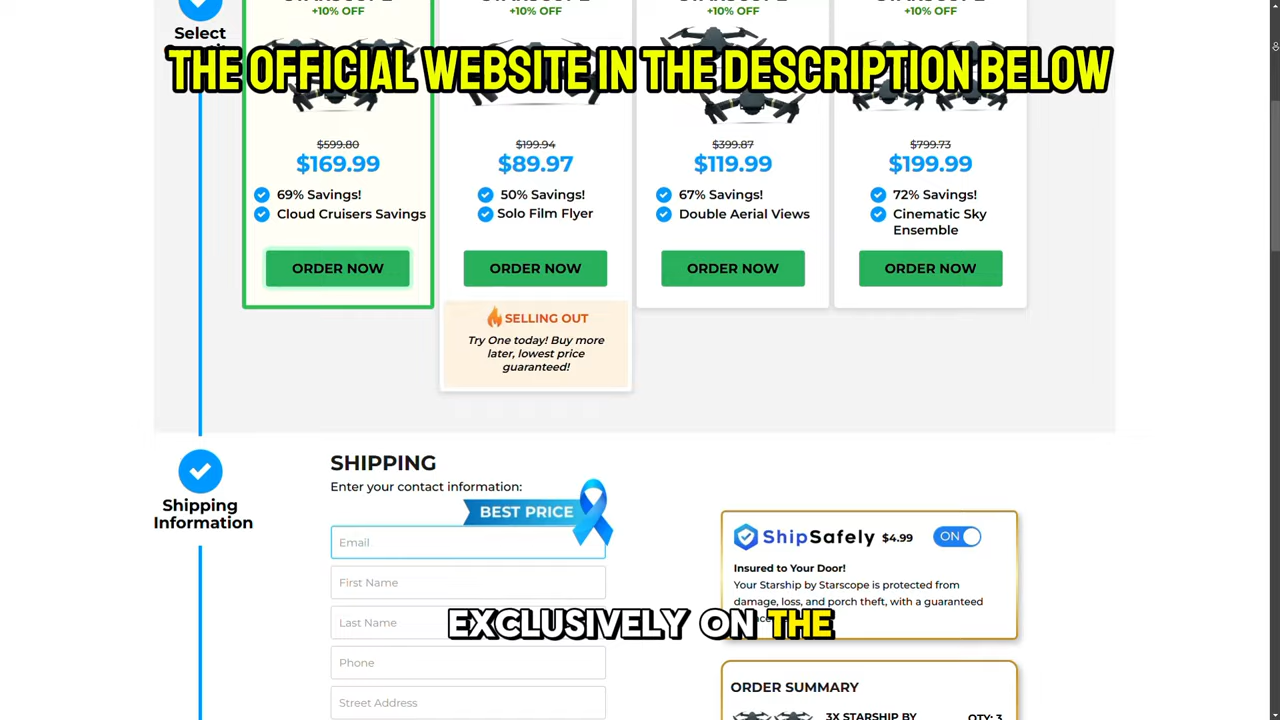 +10% OFF
+10% OFF
+10% OFF
+10% OFF
Select
THE OFFICIAL WEBSITE IN THE DESCRIPTION BELOW
$599.80
$169.99
69% Savings!
Cloud Cruisers Savings
ORDER NOW
$199.94
$89.97
50% Savings!
Solo Film Flyer
ORDER NOW
SELLING OUT
Try One today! Buy more
later, lowest price
guaranteed!
$399.87
$119.99
67% Savings!
Double Aerial Views
ORDER NOW
$799.73
$199.99
72% Savings!
Cinematic Sky
Ensemble
ORDER NOW
Shipping
Information
SHIPPING
Enter your contact information:
BEST PRICE
Email
First Name
Last Name
Phone
Street Address
EXCLUSIVELY ON THE
ShipSafely $4.99 ON
Insured to Your Door!
Your Starship by Starscope is protected from
damage, loss, and porch theft, with a guaranteed
ORDER SUMMARY
3X STARSHIP BY
QTY: 3